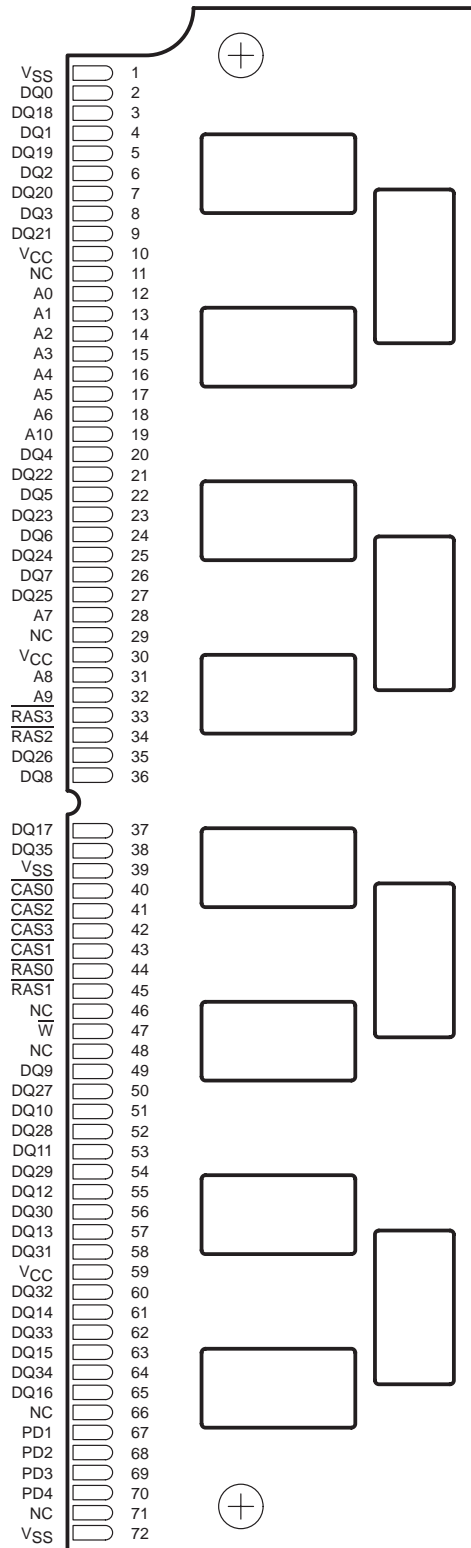 VSS 1
DQ0 2
DQ18 3
DQ1 4
DQ19 5
DQ2 6
DQ20 7
DQ3 8
DQ21 9
VCC 10
NC 11
A0 12
A1 13
A2 14
A3 15
A4 16
A5 17
A6 18
A10 19
DQ4 20
DQ22 21
DQ5 22
DQ23 23
DQ6 24
DQ24 25
DQ7 26
DQ25 27
A7 28
NC 29
VCC 30
A8 31
A9 32
RAS3 33
RAS2 34
DQ26 35
DQ8 36
DQ17 37
DQ35 38
VSS 39
CAS0 40
CAS2 41
CAS3 42
CAS1 43
RAS0 44
RAS1 45
NC 46
W 47
NC 48
DQ9 49
DQ27 50
DQ10 51
DQ28 52
DQ11 53
DQ29 54
DQ12 55
DQ30 56
DQ13 57
DQ31 58
VCC 59
DQ32 60
DQ14 61
DQ33 62
DQ15 63
DQ34 64
DQ16 65
NC 66
PD1 67
PD2 68
PD3 69
PD4 70
NC 71
VSS 72